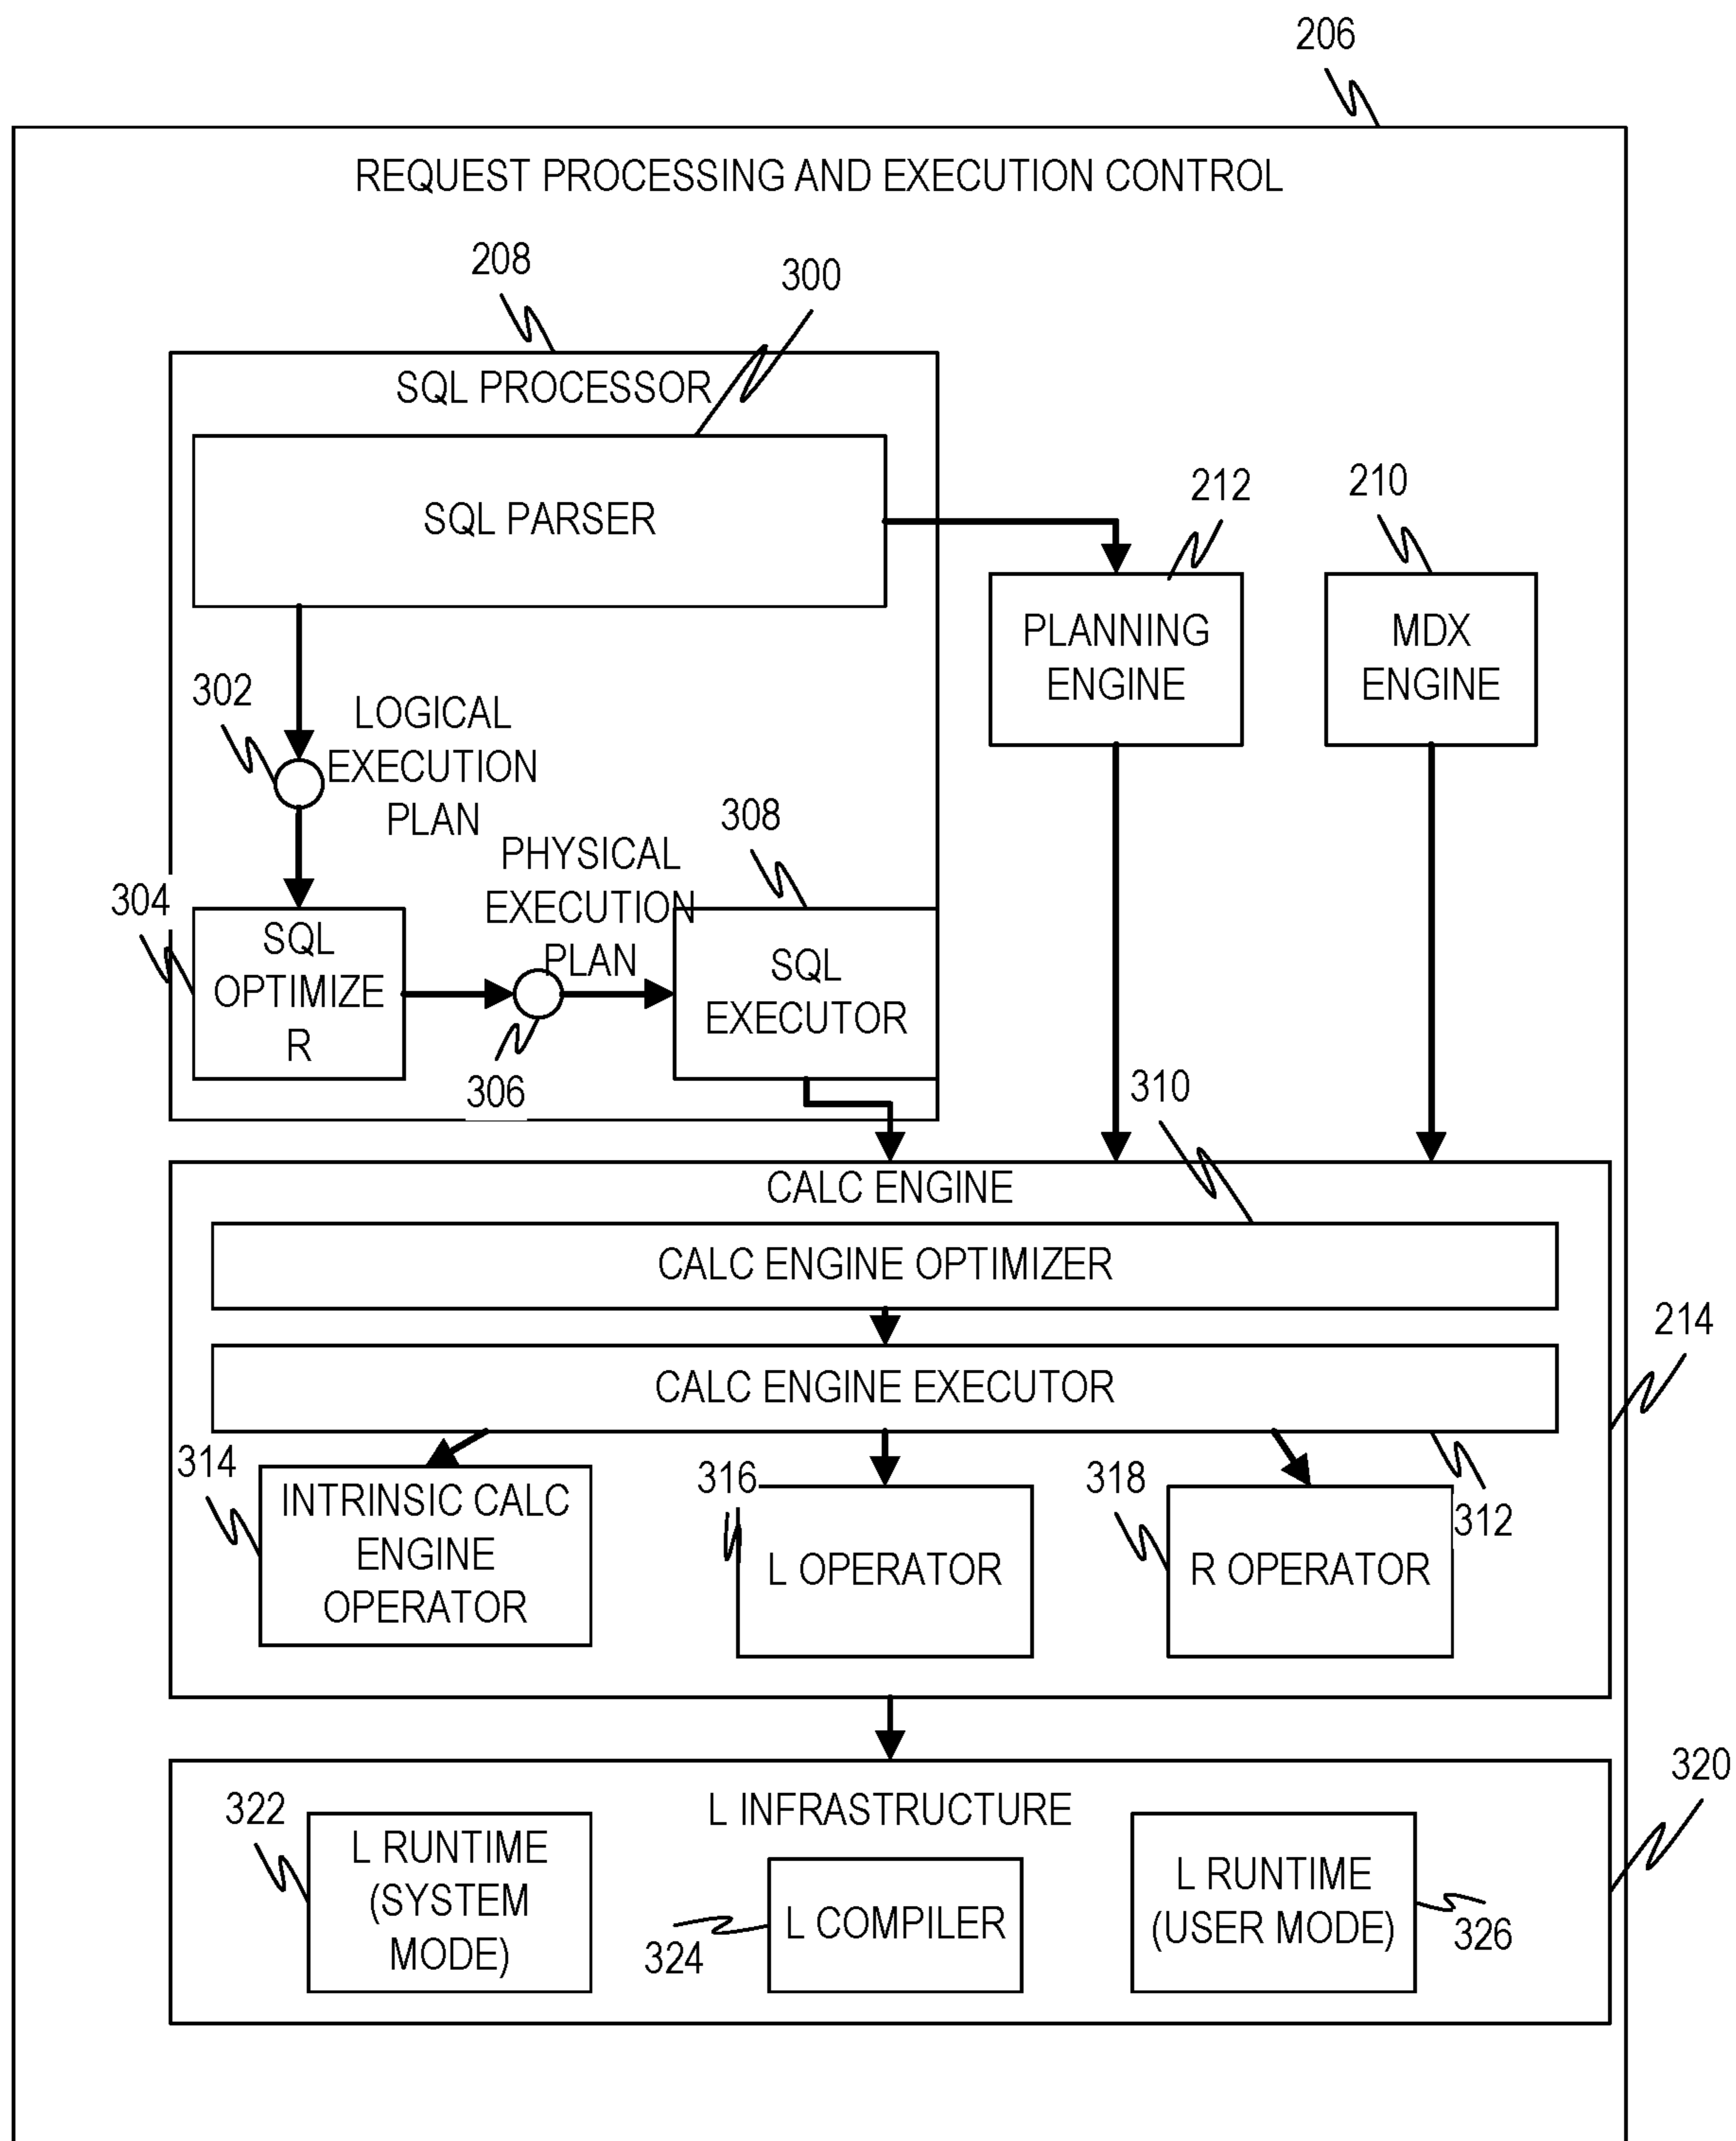 206
REQUEST PROCESSING AND EXECUTION CONTROL
208
300
SQL PROCESSOR
SQL PARSER
212
210
PLANNING
ENGINE
MDX
ENGINE
302
LOGICAL
EXECUTION
PLAN
308
PHYSICAL
EXECUTION
PLAN
304
SQL
OPTIMIZE
R
SQL
EXECUTOR
306
310
CALC ENGINE
CALC ENGINE OPTIMIZER
214
CALC ENGINE EXECUTOR
314
INTRINSIC CALC
ENGINE
OPERATOR
316
L OPERATOR
318
R OPERATOR
312
320
L INFRASTRUCTURE
322
L RUNTIME
(SYSTEM
MODE)
324
L COMPILER
L RUNTIME
(USER MODE)
326